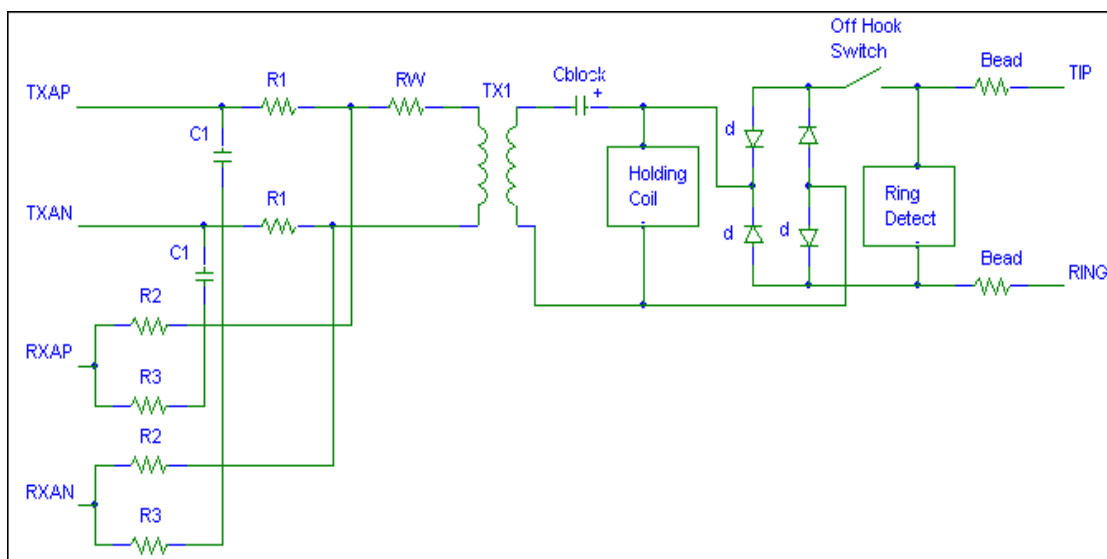 Off Hook
Switch
Bead
TIP
TXAP
R1
RW
TX1
Cblock
+
C1
d
Holding
Coil
Ring
Detect
TXAN
R1
C1
d
d
Bead
RING
R2
RXAP
R3
R2
RXAN
R3